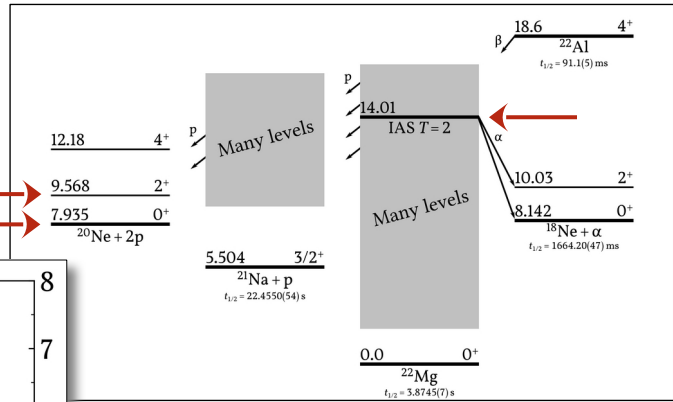 18.6 4⁺
β
²²Al
t₁/₂ = 91.1(5) ms
p
14.01
IAS T = 2
α
p
Many levels
12.18 4⁺
9.568 2⁺
7.935 0⁺
²⁰Ne + 2p
10.03 2⁺
8.142 0⁺
¹⁸Ne + α
t₁/₂ = 1664.20(47) ms
Many levels
5.504 3/2⁺
²¹Na + p
t₁/₂ = 22.4550(54) s
8
7
0.0 0⁺
²²Mg
t₁/₂ = 3.8745(7) s